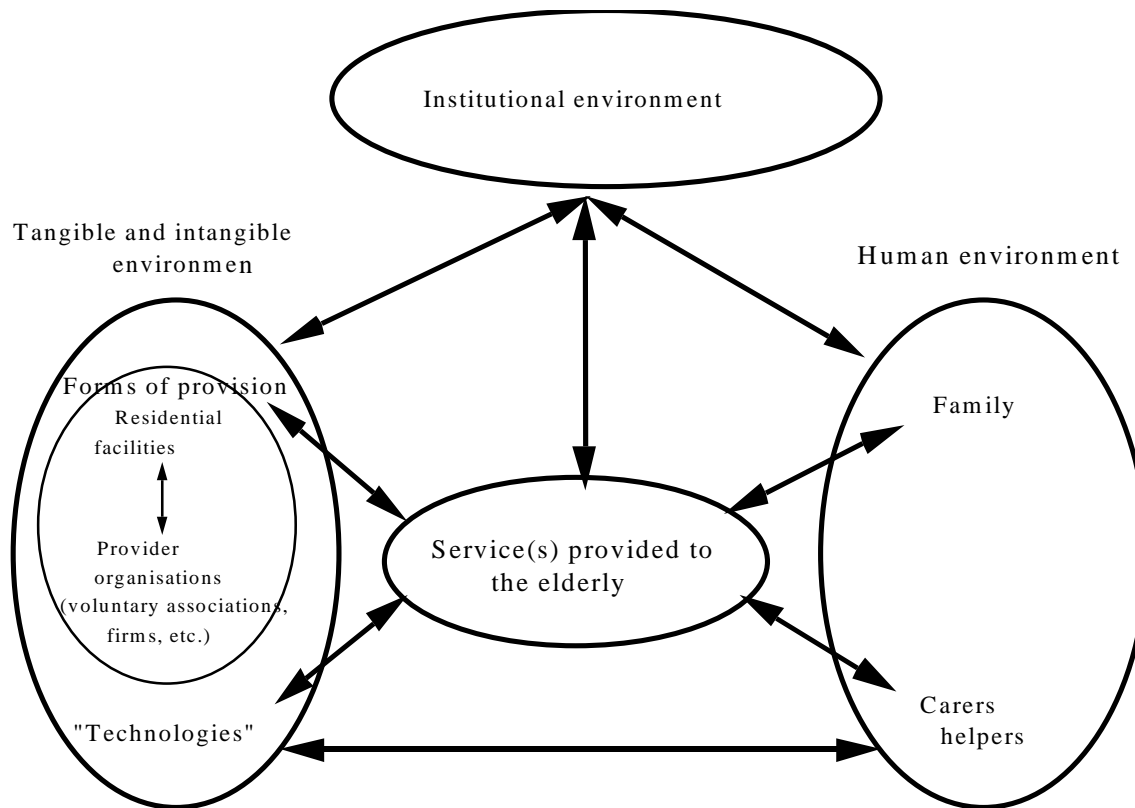 Institutional environment
Tangible and intangible
environmen
Human environment
Forms of provision
Residential
facilities
Provider
organisations
(voluntary associations,
firms, etc.)
"Technologies"
Service(s) provided to
the elderly
Family
Carers
helpers